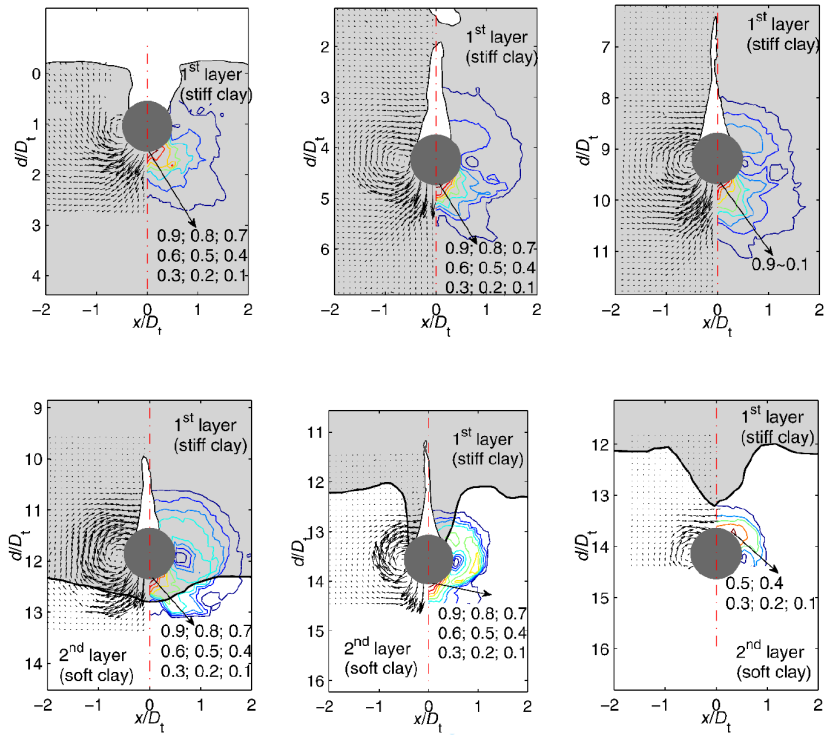 1st layer
(stiff clay)
0
1
2
3
4
d/Dt
0.9; 0.8; 0.7
0.6; 0.5; 0.4
0.3; 0.2; 0.1
−2 −1 0 1 2
x/Dt
1st layer
(stiff clay)
2
3
4
5
6
d/Dt
0.9; 0.8; 0.7
0.6; 0.5; 0.4
0.3; 0.2; 0.1
−2 −1 0 1 2
x/Dt
1st layer
(stiff clay)
7
8
9
10
11
d/Dt
0.9~0.1
−2 −1 0 1 2
x/Dt
1st layer
(stiff clay)
9
10
11
12
13
14
d/Dt
0.9; 0.8; 0.7
0.6; 0.5; 0.4
0.3; 0.2; 0.1
2nd layer
(soft clay)
−2 −1 0 1 2
x/Dt
1st layer
(stiff clay)
11
12
13
14
15
16
d/Dt
0.9; 0.8; 0.7
0.6; 0.5; 0.4
0.3; 0.2; 0.1
2nd layer
(soft clay)
−2 −1 0 1 2
x/Dt
1st layer
(stiff clay)
12
13
14
15
16
d/Dt
0.5; 0.4
0.3; 0.2; 0.1
2nd layer
(soft clay)
−2 −1 0 1 2
x/Dt